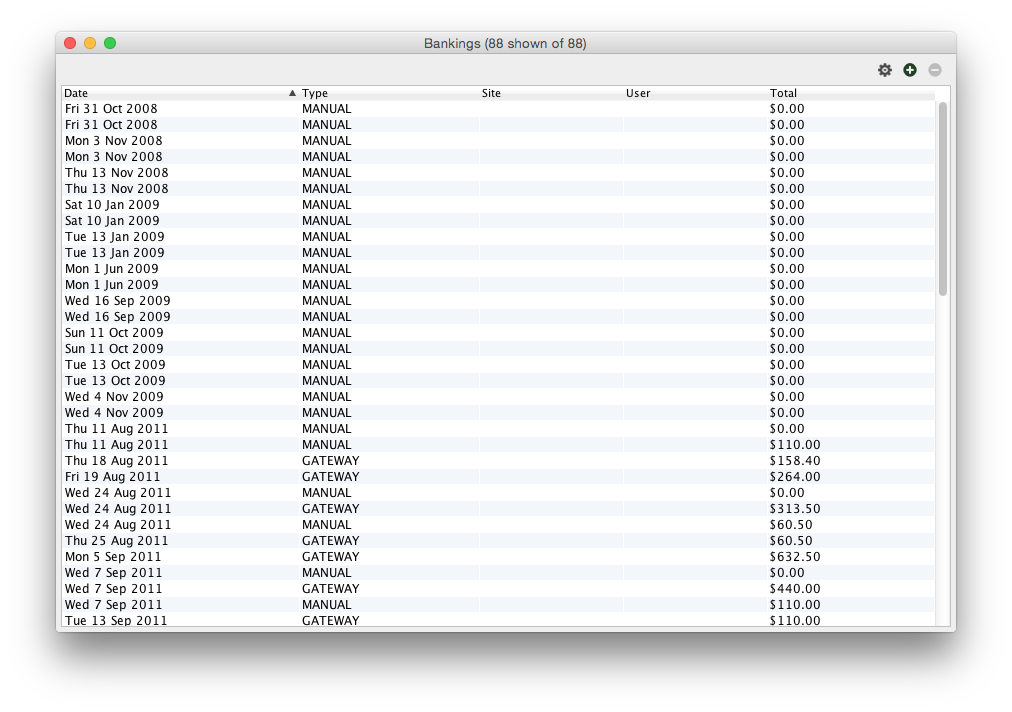 Bankings (88 shown of 88)
Date Type Site User Total
Fri 31 Oct 2008 MANUAL $0.00
Fri 31 Oct 2008 MANUAL $0.00
Mon 3 Nov 2008 MANUAL $0.00
Mon 3 Nov 2008 MANUAL $0.00
Thu 13 Nov 2008 MANUAL $0.00
Thu 13 Nov 2008 MANUAL $0.00
Sat 10 Jan 2009 MANUAL $0.00
Sat 10 Jan 2009 MANUAL $0.00
Tue 13 Jan 2009 MANUAL $0.00
Tue 13 Jan 2009 MANUAL $0.00
Mon 1 Jun 2009 MANUAL $0.00
Mon 1 Jun 2009 MANUAL $0.00
Wed 16 Sep 2009 MANUAL $0.00
Wed 16 Sep 2009 MANUAL $0.00
Sun 11 Oct 2009 MANUAL $0.00
Sun 11 Oct 2009 MANUAL $0.00
Tue 13 Oct 2009 MANUAL $0.00
Tue 13 Oct 2009 MANUAL $0.00
Wed 4 Nov 2009 MANUAL $0.00
Wed 4 Nov 2009 MANUAL $0.00
Thu 11 Aug 2011 MANUAL $0.00
Thu 11 Aug 2011 MANUAL $110.00
Thu 18 Aug 2011 GATEWAY $158.40
Fri 19 Aug 2011 GATEWAY $264.00
Wed 24 Aug 2011 MANUAL $0.00
Wed 24 Aug 2011 GATEWAY $313.50
Wed 24 Aug 2011 MANUAL $60.50
Thu 25 Aug 2011 GATEWAY $60.50
Mon 5 Sep 2011 GATEWAY $632.50
Wed 7 Sep 2011 MANUAL $0.00
Wed 7 Sep 2011 GATEWAY $440.00
Wed 7 Sep 2011 MANUAL $110.00
Tue 13 Sep 2011 GATEWAY $110.00